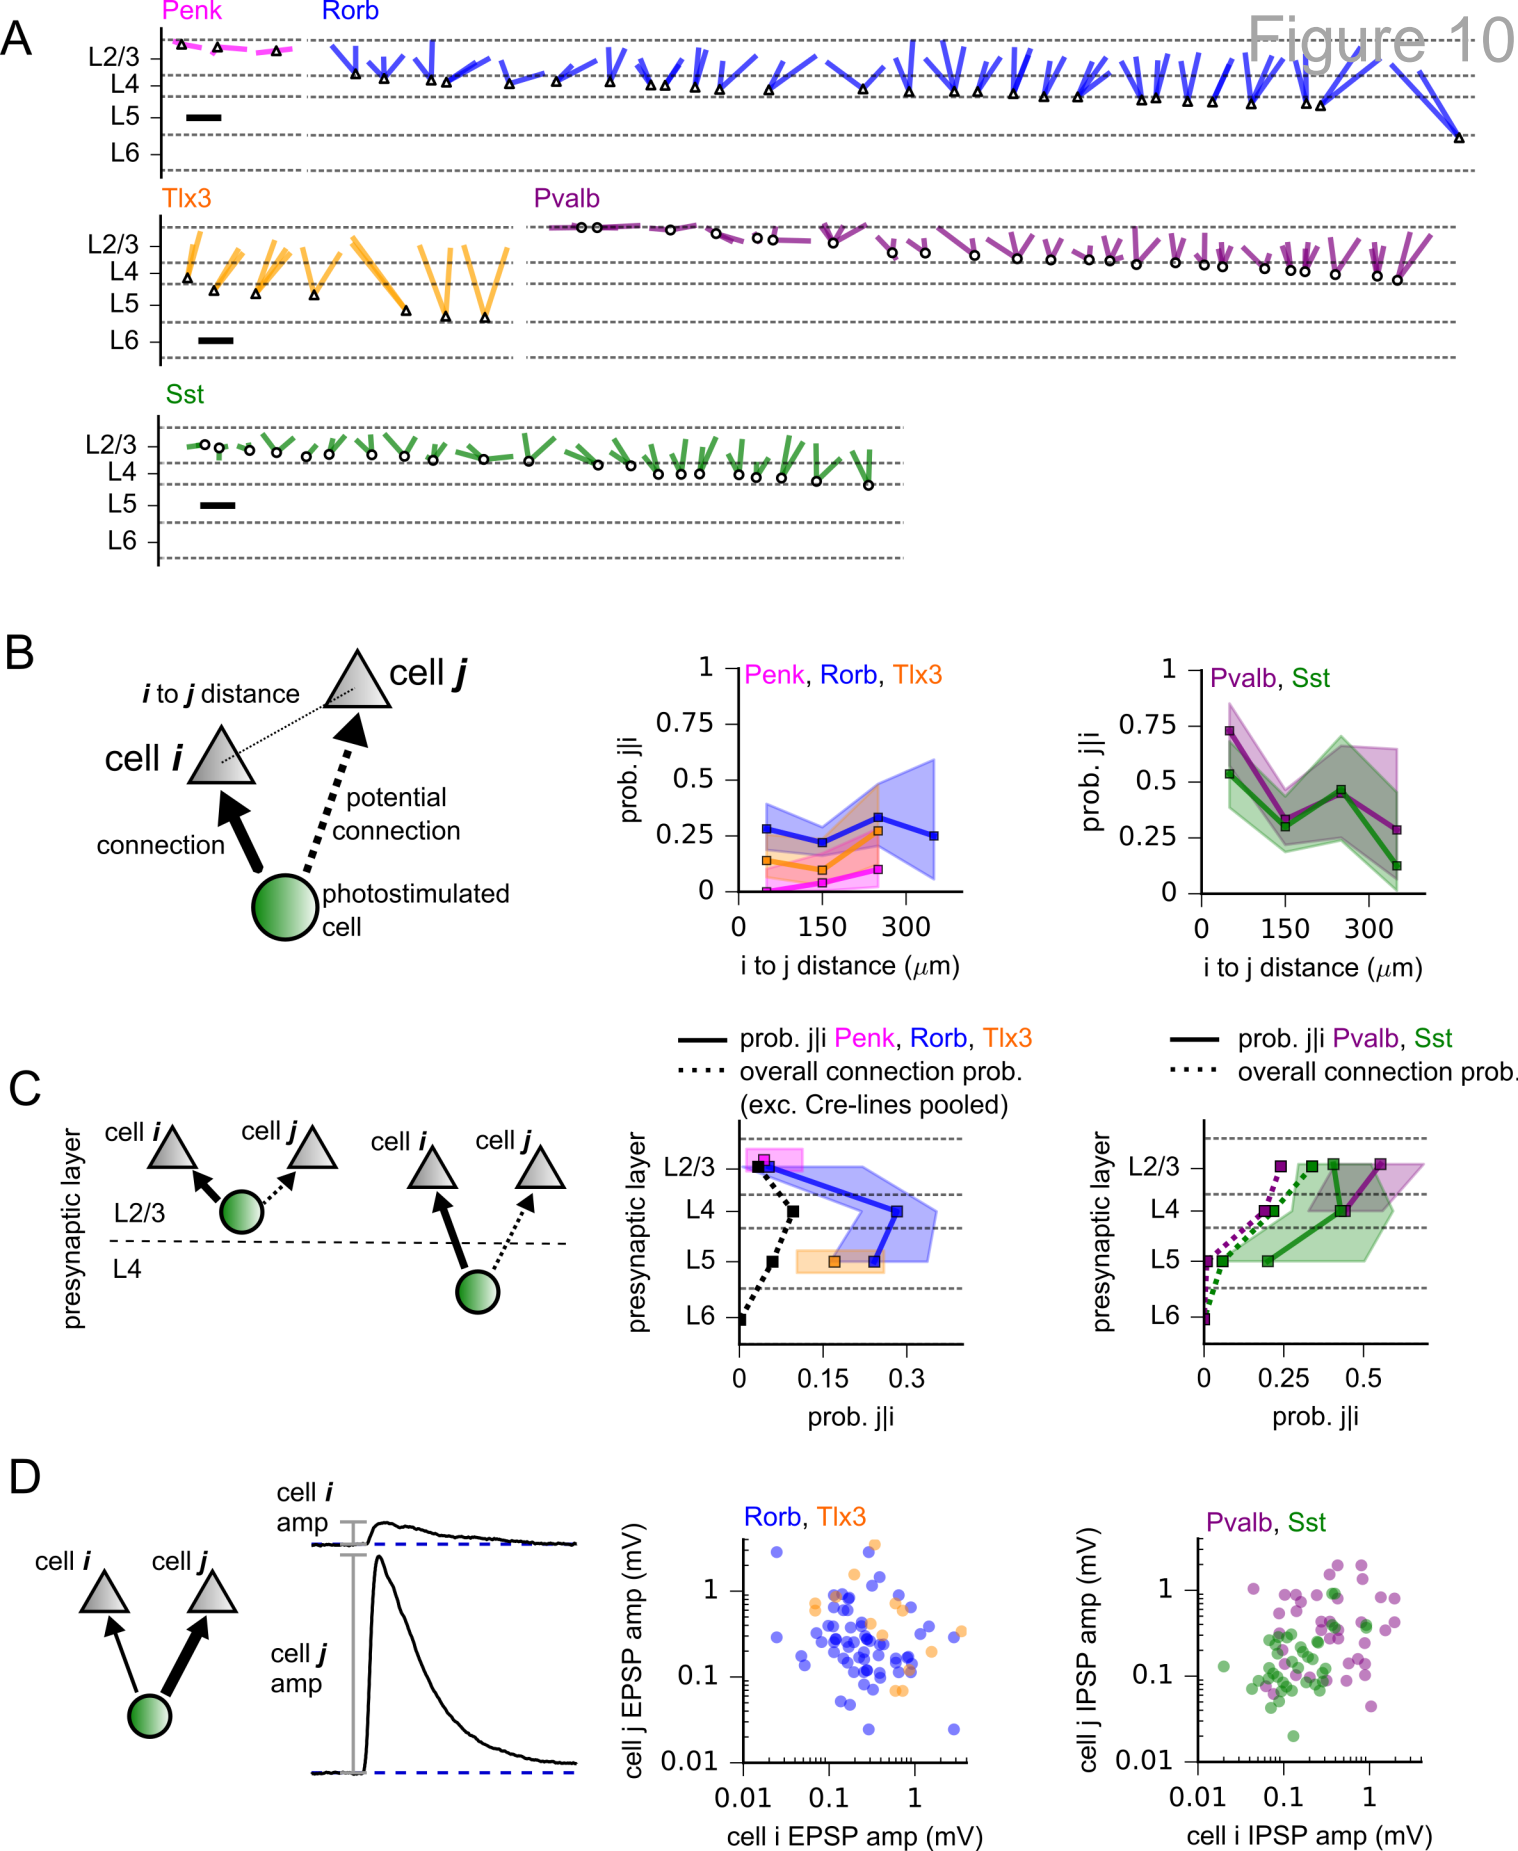 Figure 10
A
Penk
Rorb
L2/3
L4
L5
L6
Tlx3
Pvalb
L2/3
L4
L5
L6
Sst
L2/3
L4
L5
L6
B
cell j
i to j distance
cell i
potential
connection
connection
photostimulated
cell
Penk, Rorb, Tlx3
prob. j|i
1
0.75
0.5
0.25
0
0 150 300
i to j distance (μm)
Pvalb, Sst
prob. j|i
1
0.75
0.5
0.25
0
0 150 300
i to j distance (μm)
C
presynaptic layer
cell i
cell j
cell i
cell j
L2/3
L4
prob. j|i Penk, Rorb, Tlx3
overall connection prob.
(exc. Cre-lines pooled)
presynaptic layer
L2/3
L4
L5
L6
0 0.15 0.3
prob. j|i
prob. j|i Pvalb, Sst
overall connection prob.
presynaptic layer
L2/3
L4
L5
L6
0 0.25 0.5
prob. j|i
D
cell i
cell j
cell i
amp
cell j
amp
Rorb, Tlx3
cell j EPSP amp (mV)
1
0.1
0.01
0.01 0.1 1
cell i EPSP amp (mV)
Pvalb, Sst
cell j IPSP amp (mV)
1
0.1
0.01
0.01 0.1 1
cell i IPSP amp (mV)